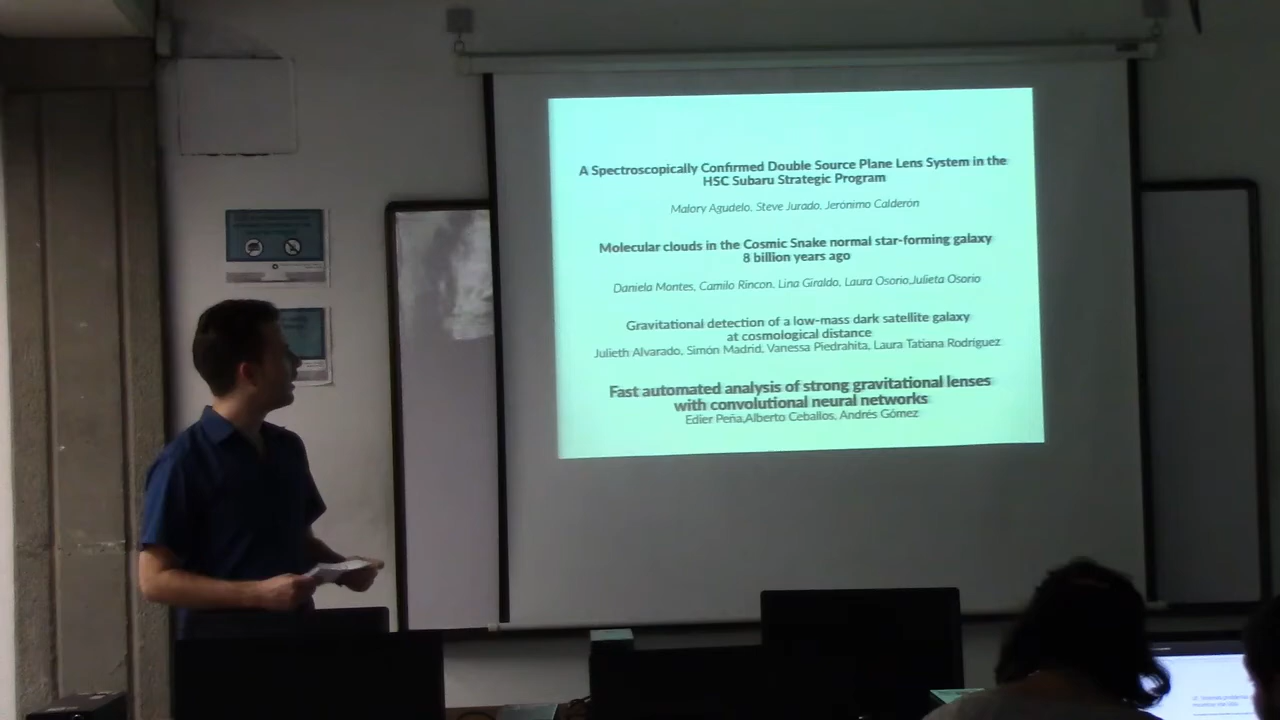 A Spectroscopically Confirmed Double Source Plane Lens System in the
HSC Subaru Strategic Program
Malory Agudelo, Steve Jurado, Jerónimo Calderón
Molecular clouds in the Cosmic Snake normal star-forming galaxy
8 billion years ago
Daniela Montes, Camilo Rincon, Lina Giraldo, Laura Osorio,Julieta Osorio
Gravitational detection of a low-mass dark satellite galaxy
at cosmological distance
Julieth Alvarado, Simón Madrid, Vanessa Piedrahita, Laura Tatiana Rodríguez
Fast automated analysis of strong gravitational lenses
with convolutional neural networks
Edier Peña,Alberto Ceballos, Andrés Gómez